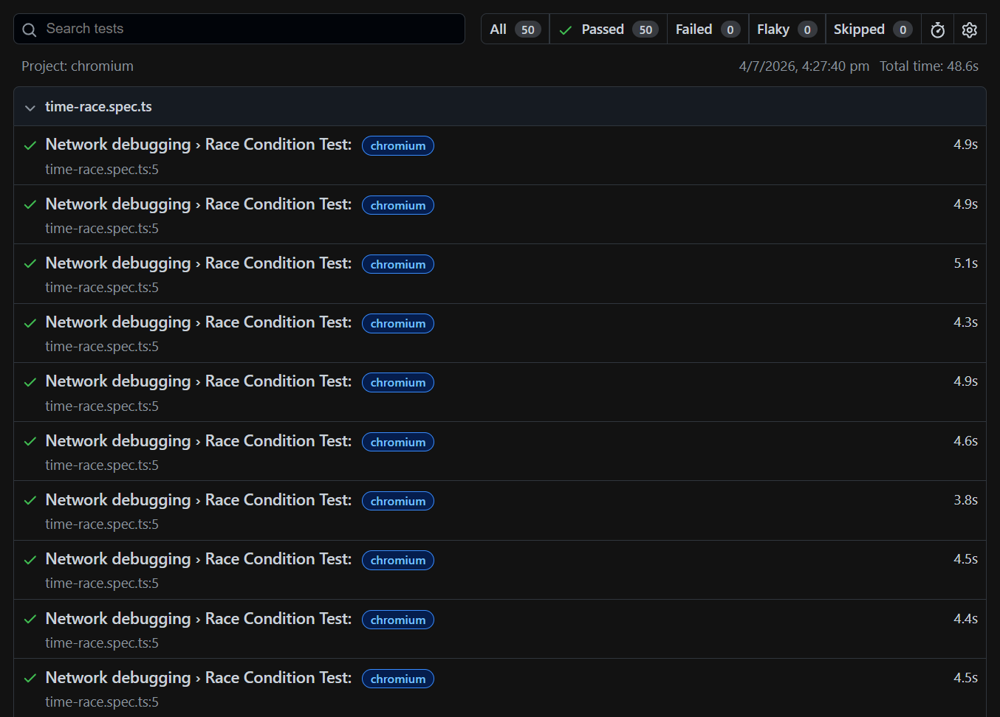 Search tests
All 50 Passed 50 Failed 0 Flaky 0 Skipped 0
Project: chromium 4/7/2026, 4:27:40 pm Total time: 48.6s
time-race.spec.ts
Network debugging › Race Condition Test: chromium 4.9s
time-race.spec.ts:5
Network debugging › Race Condition Test: chromium 4.9s
time-race.spec.ts:5
Network debugging › Race Condition Test: chromium 5.1s
time-race.spec.ts:5
Network debugging › Race Condition Test: chromium 4.3s
time-race.spec.ts:5
Network debugging › Race Condition Test: chromium 4.9s
time-race.spec.ts:5
Network debugging › Race Condition Test: chromium 4.6s
time-race.spec.ts:5
Network debugging › Race Condition Test: chromium 3.8s
time-race.spec.ts:5
Network debugging › Race Condition Test: chromium 4.5s
time-race.spec.ts:5
Network debugging › Race Condition Test: chromium 4.4s
time-race.spec.ts:5
Network debugging › Race Condition Test: chromium 4.5s
time-race.spec.ts:5